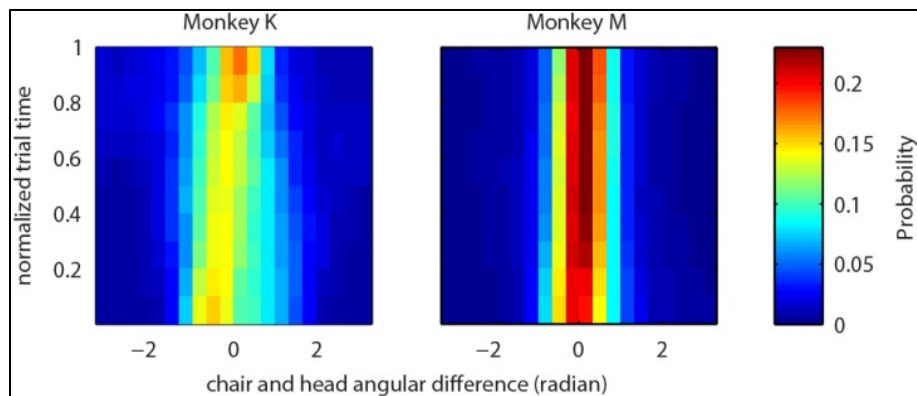 Monkey K
Monkey M
normalized trial time
1
0.8
0.6
0.4
0.2
−2 0 2
−2 0 2
chair and head angular difference (radian)
0.2
0.15
0.1
0.05
0
Probability